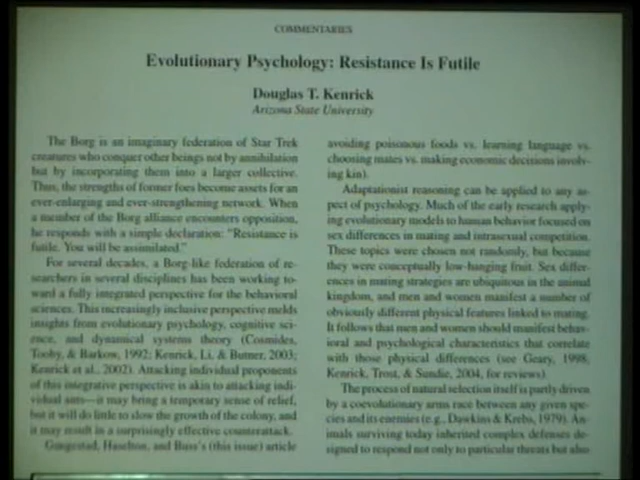 COMMENTARIES
Evolutionary Psychology: Resistance Is Futile
Douglas T. Kenrick
Arizona State University
The Borg is an imaginary federation of Star Trek
creatures who conquer other beings not by annihilation
but by incorporating them into a larger collective.
Thus, the strengths of former foes become assets for an
ever-enlarging and ever-strengthening network. When
a member of the Borg alliance encounters opposition,
he responds with a simple declaration: "Resistance is
futile. You will be assimilated."
For several decades, a Borg-like federation of re-
searchers in several disciplines has been working to-
ward a fully integrated perspective for the behavioral
sciences. This increasingly inclusive perspective melds
insights from evolutionary psychology, cognitive sci-
ence, and dynamical systems theory (Cosmides,
Tooby, & Barkow, 1992; Kenrick, Li, & Butner, 2003;
Kenrick et al., 2002). Attacking individual proponents
of this integrative perspective is akin to attacking indi-
vidual ants—it may bring a temporary sense of relief,
but it will do little to slow the growth of the colony, and
it may result in a surprisingly effective counterattack.
Gangestad, Haselton, and Buss's (this issue) article
avoiding poisonous foods vs. learning language vs.
choosing mates vs. making economic decisions involv-
ing kin).
Adaptationist reasoning can be applied to any as-
pect of psychology. Much of the early research apply-
ing evolutionary models to human behavior focused on
sex differences in mating and intrasexual competition.
These topics were chosen not randomly, but because
they were conceptually low-hanging fruit. Sex differ-
ences in mating strategies are ubiquitous in the animal
kingdom, and men and women manifest a number of
obviously different physical features linked to mating.
It follows that men and women should manifest behav-
ioral and psychological characteristics that correlate
with those physical differences (see Geary, 1998;
Kenrick, Trost, & Sundie, 2004, for reviews).
The process of natural selection itself is partly driven
by a coevolutionary arms race between any given spe-
cies and its enemies (e.g., Dawkins & Krebs, 1979). An-
imals surviving today inherited complex defenses de-
signed to respond not only to particular threats but also